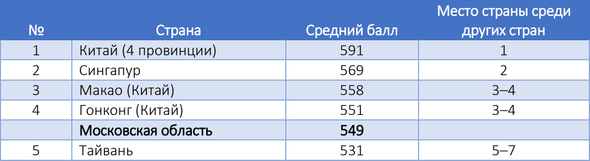 № Страна Средний балл Место страны среди других стран
1 Китай (4 провинции) 591 1
2 Сингапур 569 2
3 Макао (Китай) 558 3–4
4 Гонконг (Китай) 551 3–4
Московская область 549
5 Тайвань 531 5–7